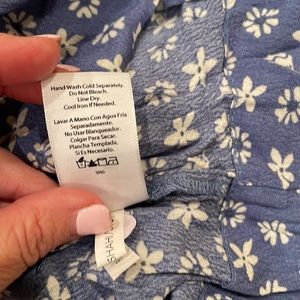 Hand Wash Cold Separately.
Do Not Bleach.
Line Dry.
Cool Iron If Needed.
Lavar A Mano Con Agua Fria
Separadamente.
No Usar Blanqueador.
Colgar Para Secar.
Plancha Templada,
Si Es Necesario.